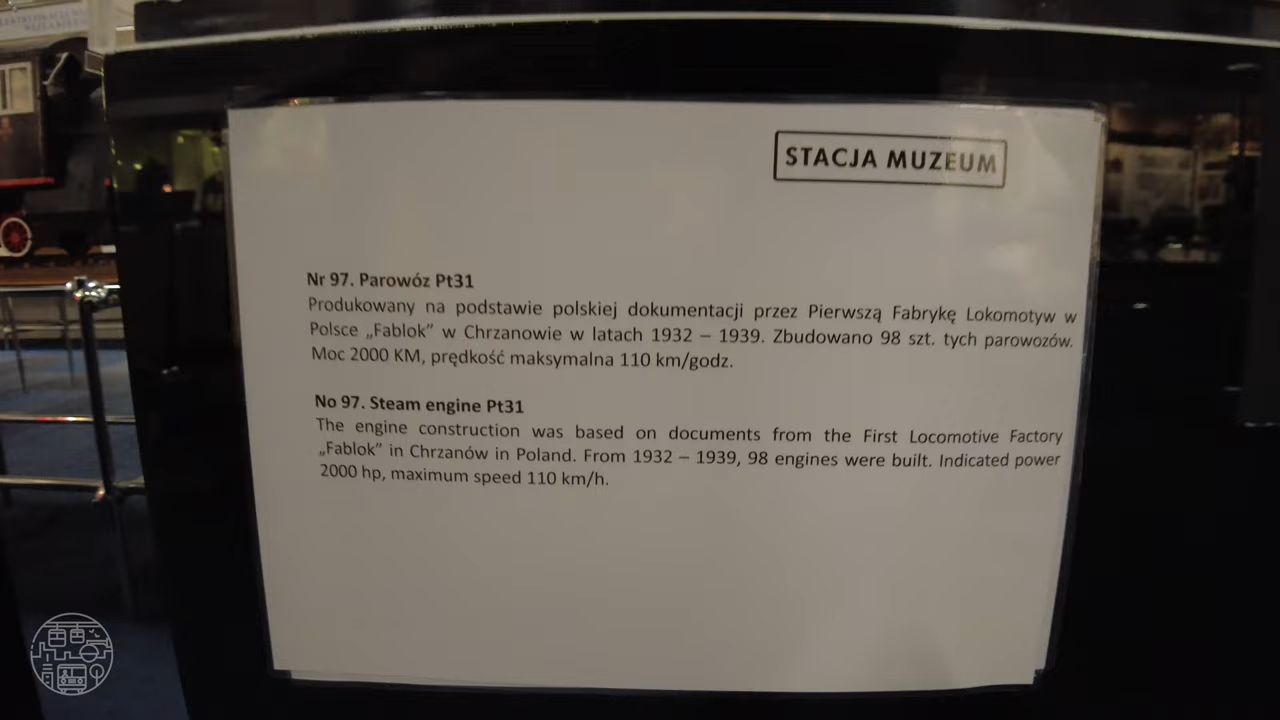 STACJA MUZEUM
Nr 97. Parowóz Pt31
Produkowany na podstawie polskiej dokumentacji przez Pierwszą Fabrykę Lokomotyw w
Polsce „Fablok” w Chrzanowie w latach 1932 – 1939. Zbudowano 98 szt. tych parowozów.
Moc 2000 KM, prędkość maksymalna 110 km/godz.
No 97. Steam engine Pt31
The engine construction was based on documents from the First Locomotive Factory
„Fablok” in Chrzanów in Poland. From 1932 – 1939, 98 engines were built. Indicated power
2000 hp, maximum speed 110 km/h.